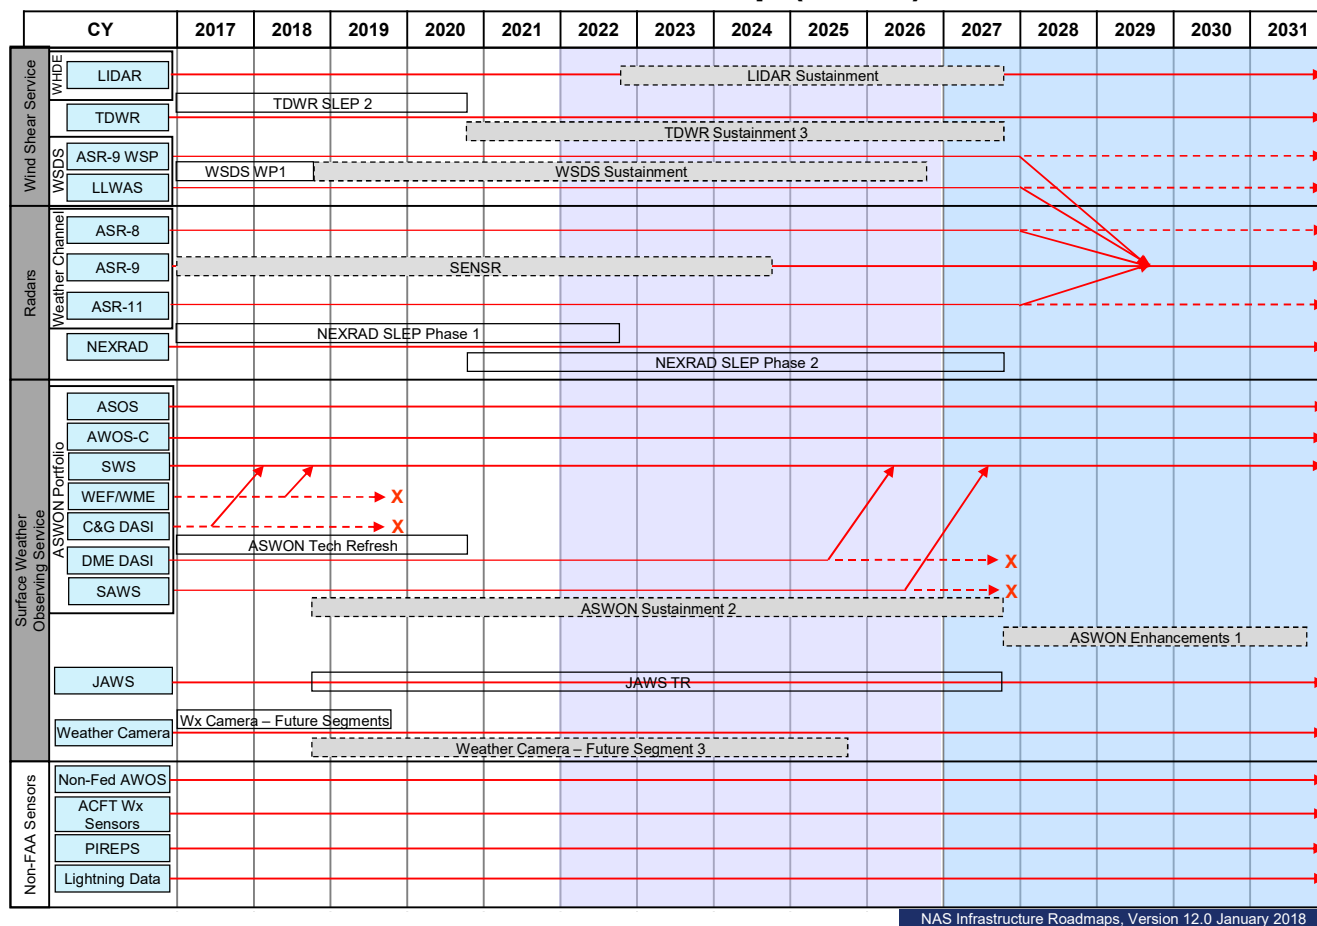 CY 2017 2018 2019 2020 2021 2022 2023 2024 2025 2026 2027 2028 2029 2030 2031
Wind Shear Service
WHDE
LIDAR
LIDAR Sustainment
TDWR SLEP 2
TDWR
TDWR Sustainment 3
WSDS
ASR-9 WSP
WSDS WP1
WSDS Sustainment
LLWAS
Radars
Weather Channel
ASR-8
ASR-9
SENSR
ASR-11
NEXRAD SLEP Phase 1
NEXRAD
NEXRAD SLEP Phase 2
Surface Weather
Observing Service
ASWON Portfolio
ASOS
AWOS-C
SWS
WEF/WME
X
C&G DASI
X
ASWON Tech Refresh
DME DASI
X
SAWS
X
ASWON Sustainment 2
ASWON Enhancements 1
JAWS
JAWS TR
Wx Camera – Future Segments
Weather Camera
Weather Camera – Future Segment 3
Non-FAA Sensors
Non-Fed AWOS
ACFT Wx
Sensors
PIREPS
Lightning Data
NAS Infrastructure Roadmaps, Version 12.0 January 2018